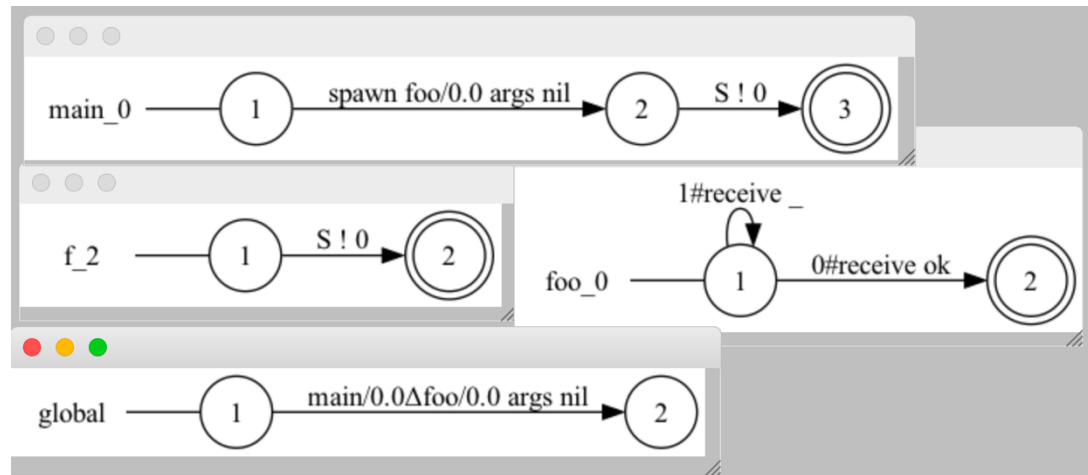 spawn foo/0.0 args nil
S ! 0
main_0
1
2
3
S ! 0
f_2
1
2
1#receive _
0#receive ok
foo_0
1
2
main/0.0Δfoo/0.0 args nil
global
1
2